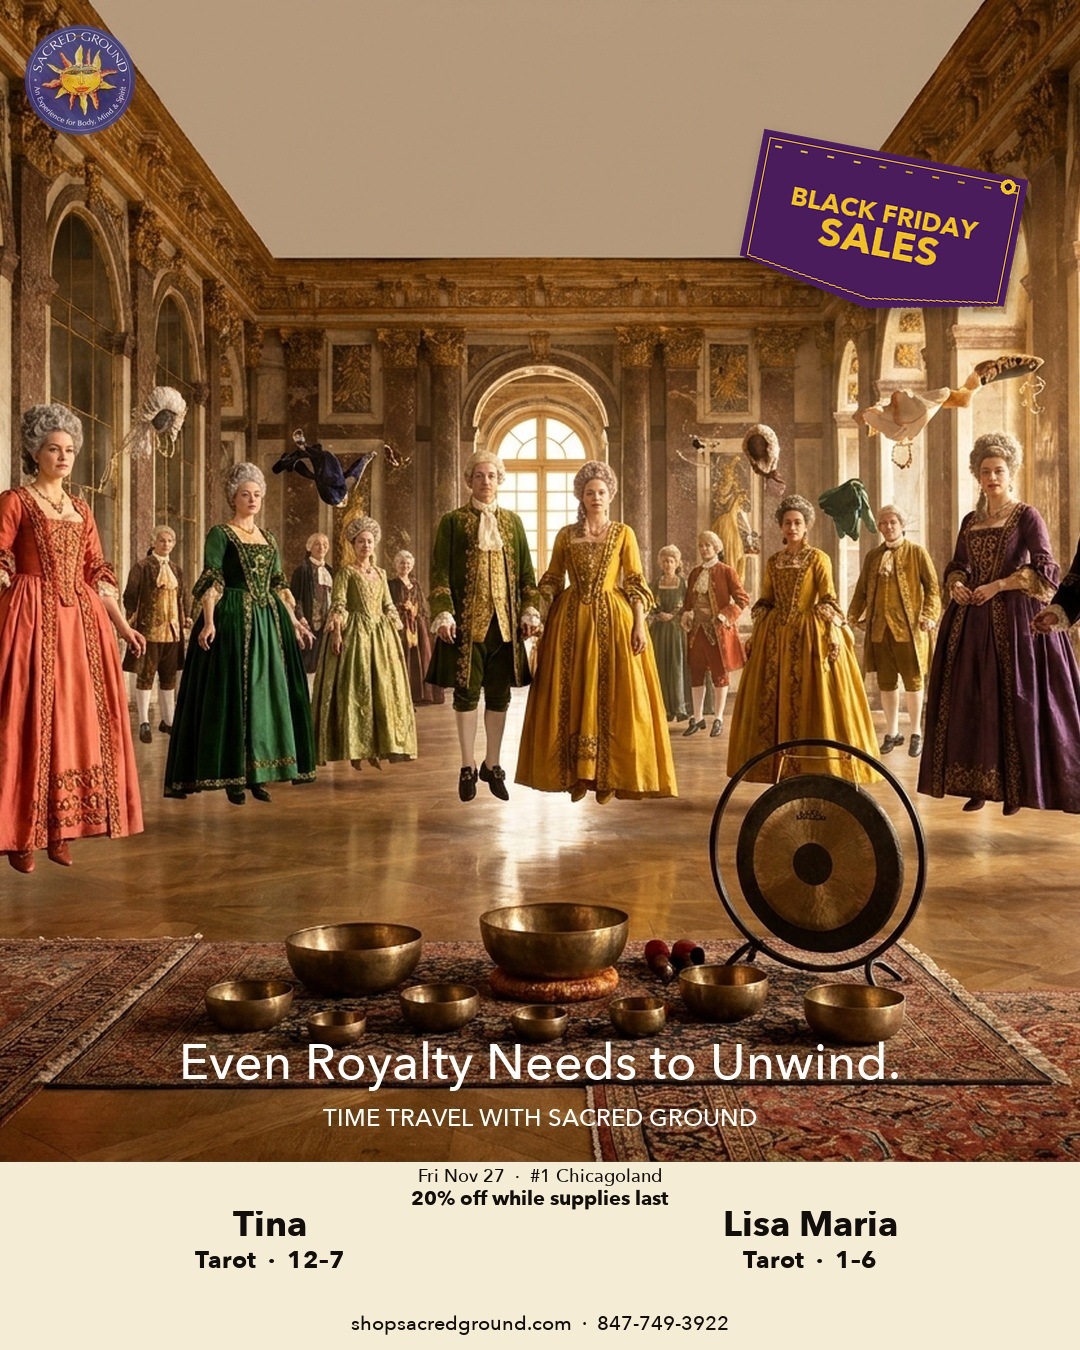 SACRED GROUND
An Experience for Body, Mind & Spirit
BLACK FRIDAY
SALES
Even Royalty Needs to Unwind.
TIME TRAVEL WITH SACRED GROUND
Fri Nov 27 · #1 Chicagoland
20% off while supplies last
Tina
Tarot · 12-7
Lisa Maria
Tarot · 1-6
shopsacredground.com · 847-749-3922